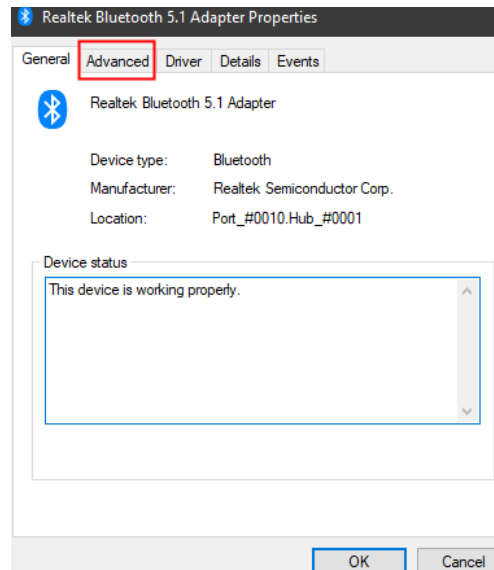 Realtek Bluetooth 5.1 Adapter Properties
General Advanced Driver Details Events
Realtek Bluetooth 5.1 Adapter
Device type: Bluetooth
Manufacturer: Realtek Semiconductor Corp.
Location: Port_#0010.Hub_#0001
Device status
This device is working properly.
OK Cancel